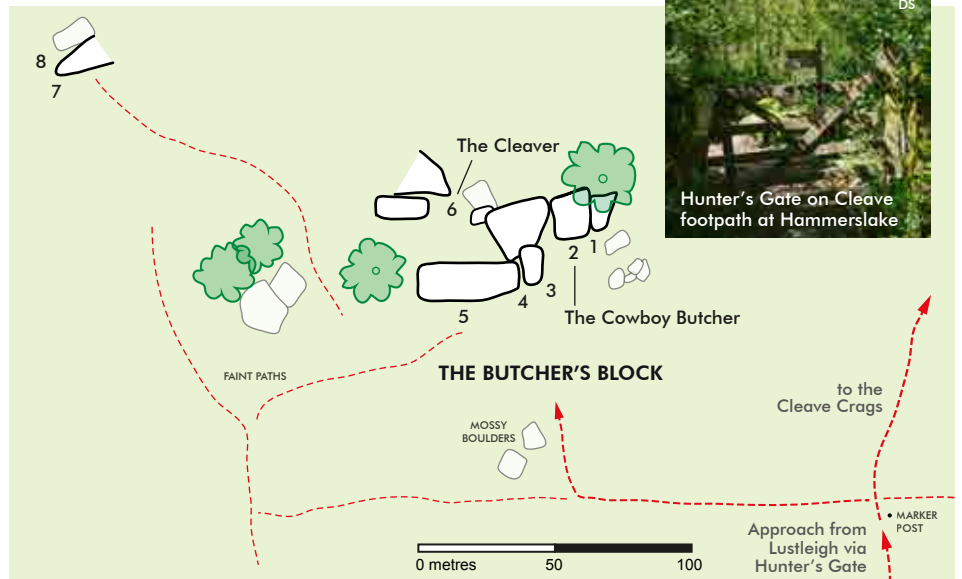 DS
Hunter's Gate on Cleave
footpath at Hammerslake
8
7
The Cleaver
6
2
1
3
4
5
The Cowboy Butcher
THE BUTCHER'S BLOCK
FAINT PATHS
MOSSY
BOULDERS
to the
Cleave Crags
MARKER
POST
Approach from
Lustleigh via
Hunter's Gate
0 metres
50
100